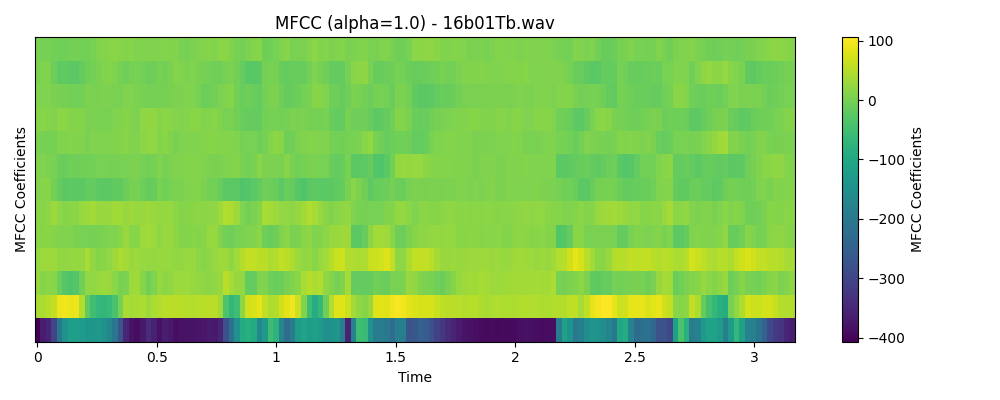 MFCC (alpha=1.0) - 16b01Tb.wav
MFCC Coefficients
0 0.5 1 1.5 2 2.5 3
Time
100
0
−100
−200
−300
−400
MFCC Coefficients